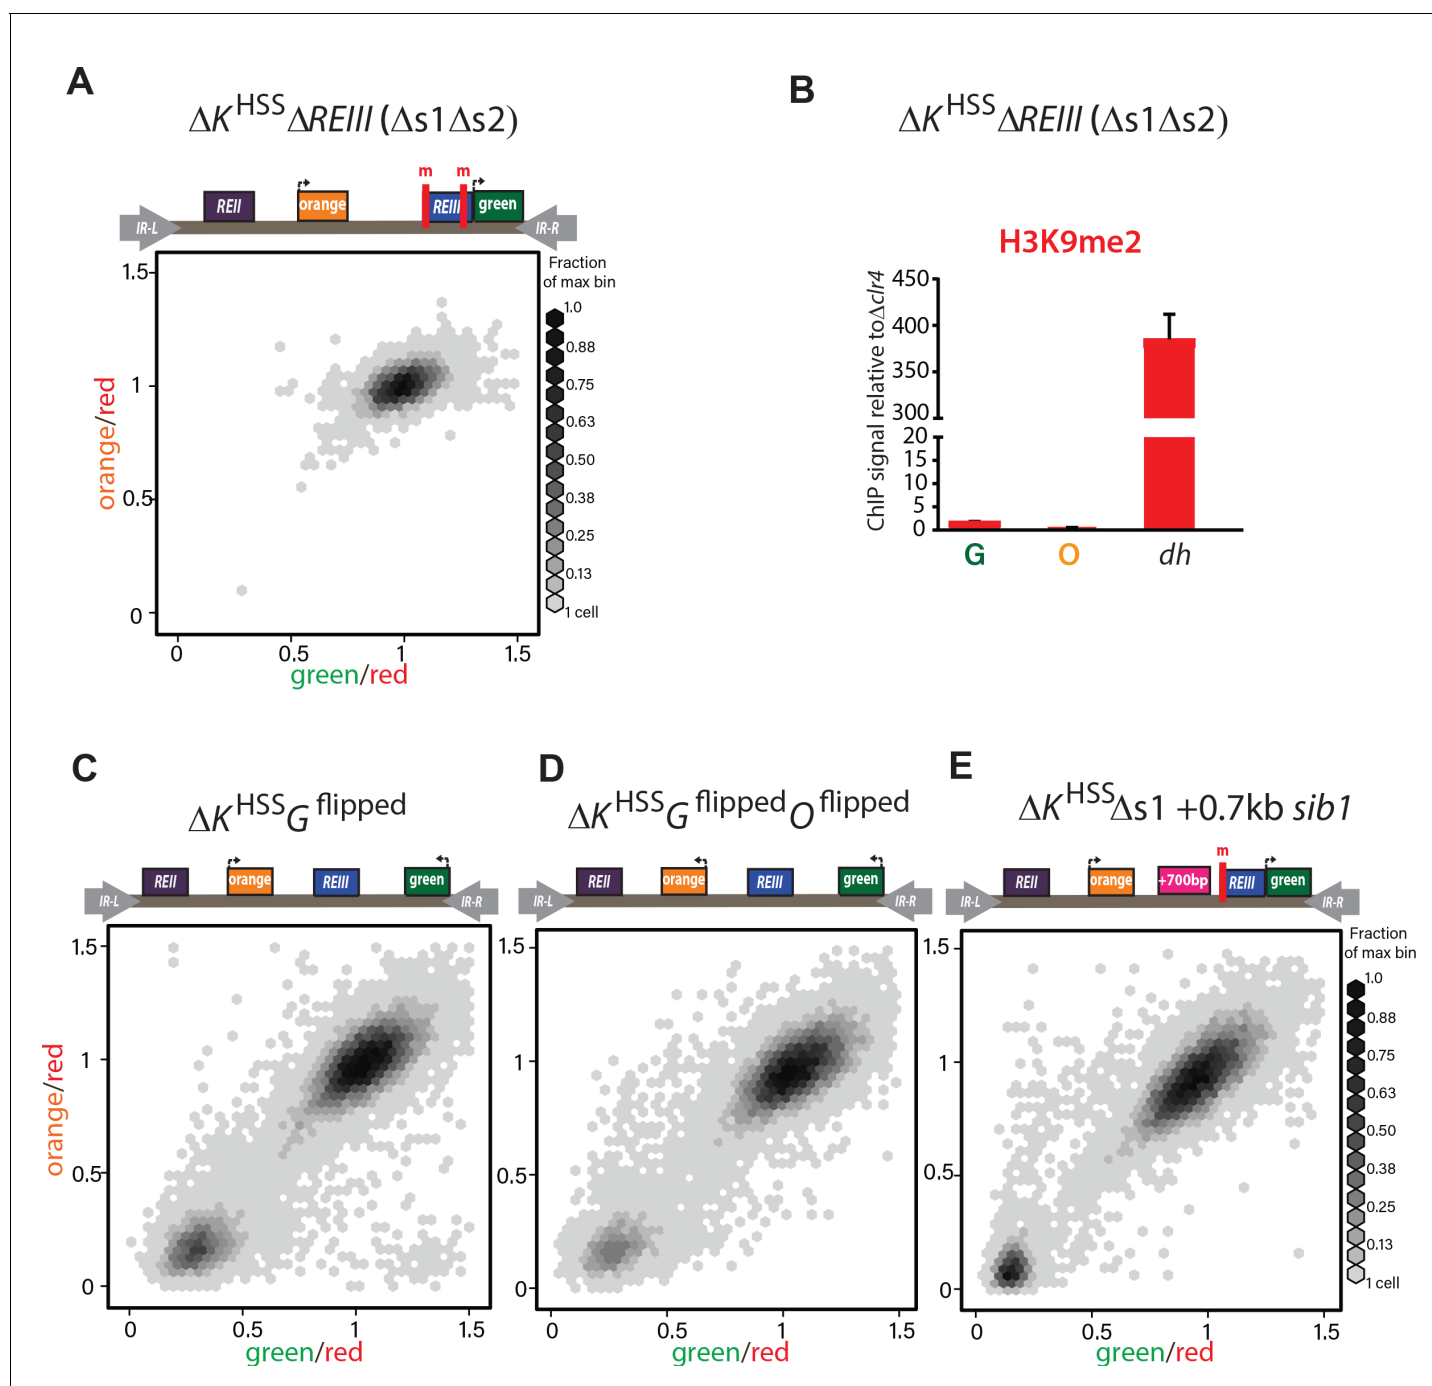 A
ΔK^HSS ΔREIII (Δs1Δs2)
m m
IR-L REII orange REIII green IR-R
Fraction
of max bin
1.0
0.88
0.75
0.63
0.50
0.38
0.25
0.13
1 cell
1.5
1
0.5
0
orange/red
0 0.5 1 1.5
green/red
B
ΔK^HSS ΔREIII (Δs1Δs2)
H3K9me2
ChIP signal relative toΔclr4
450
400
350
300
20
15
10
5
0
G O dh
C
ΔK^HSS G^flipped
IR-L REII orange REIII green IR-R
1.5
1
0.5
0
orange/red
0 0.5 1 1.5
green/red
D
ΔK^HSS G^flipped O^flipped
IR-L REII orange REIII green IR-R
1.5
1
0.5
0
0 0.5 1 1.5
green/red
E
ΔK^HSS Δs1 +0.7kb sib1
m
IR-L REII orange +700bp REIII green IR-R
1.5
1
0.5
0
0 0.5 1 1.5
green/red
Fraction
of max bin
1.0
0.88
0.75
0.63
0.50
0.38
0.25
0.13
1 cell